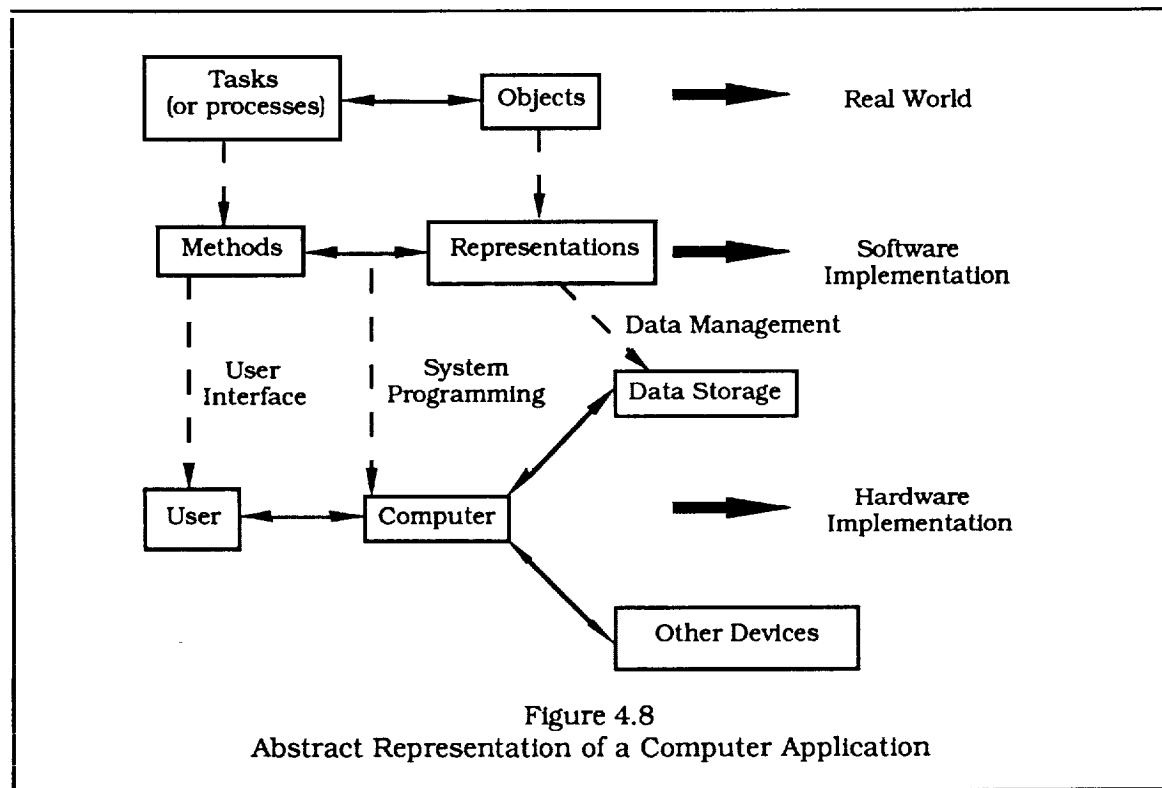 Tasks
(or processes)
Objects
Real World
Methods
Representations
Software
Implementation
Data Management
User
Interface
System
Programming
Data Storage
User
Computer
Hardware
Implementation
Other Devices
Figure 4.8
Abstract Representation of a Computer Application